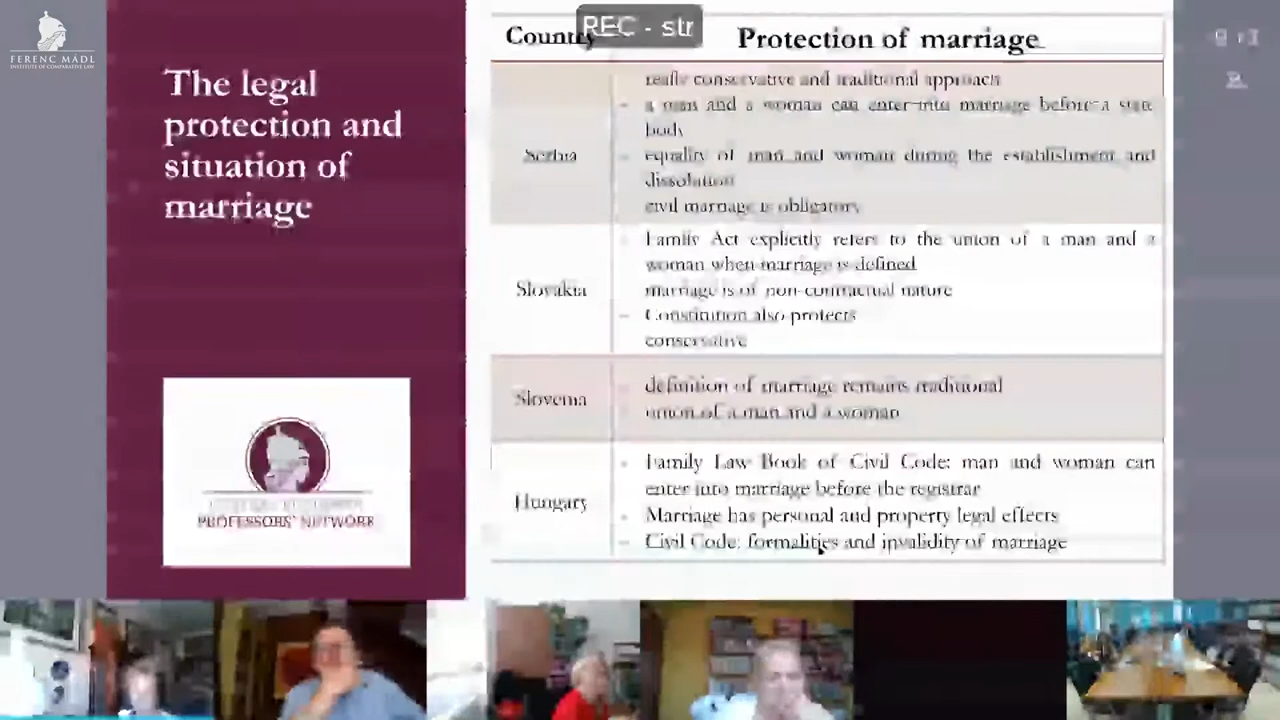 FERENC MÁDL
INSTITUTE OF COMPARATIVE LAW
The legal
protection and
situation of
marriage
PROFESSORS' NETWORK
REC - str
Country
Protection of marriage
Serbia
really conservative and traditional approach
- a man and a woman can enter into marriage before a state
body
- equality of man and woman during the establishment and
dissolution
civil marriage is obligatory
Slovakia
- Family Act explicitly refers to the union of a man and a
woman when marriage is defined
- marriage is of non-contractual nature
- Constitution also protects
conservative
Slovenia
- definition of marriage remains traditional
- union of a man and a woman
Hungary
- Family Law Book of Civil Code: man and woman can
enter into marriage before the registrar
- Marriage has personal and property legal effects
- Civil Code: formalities and invalidity of marriage